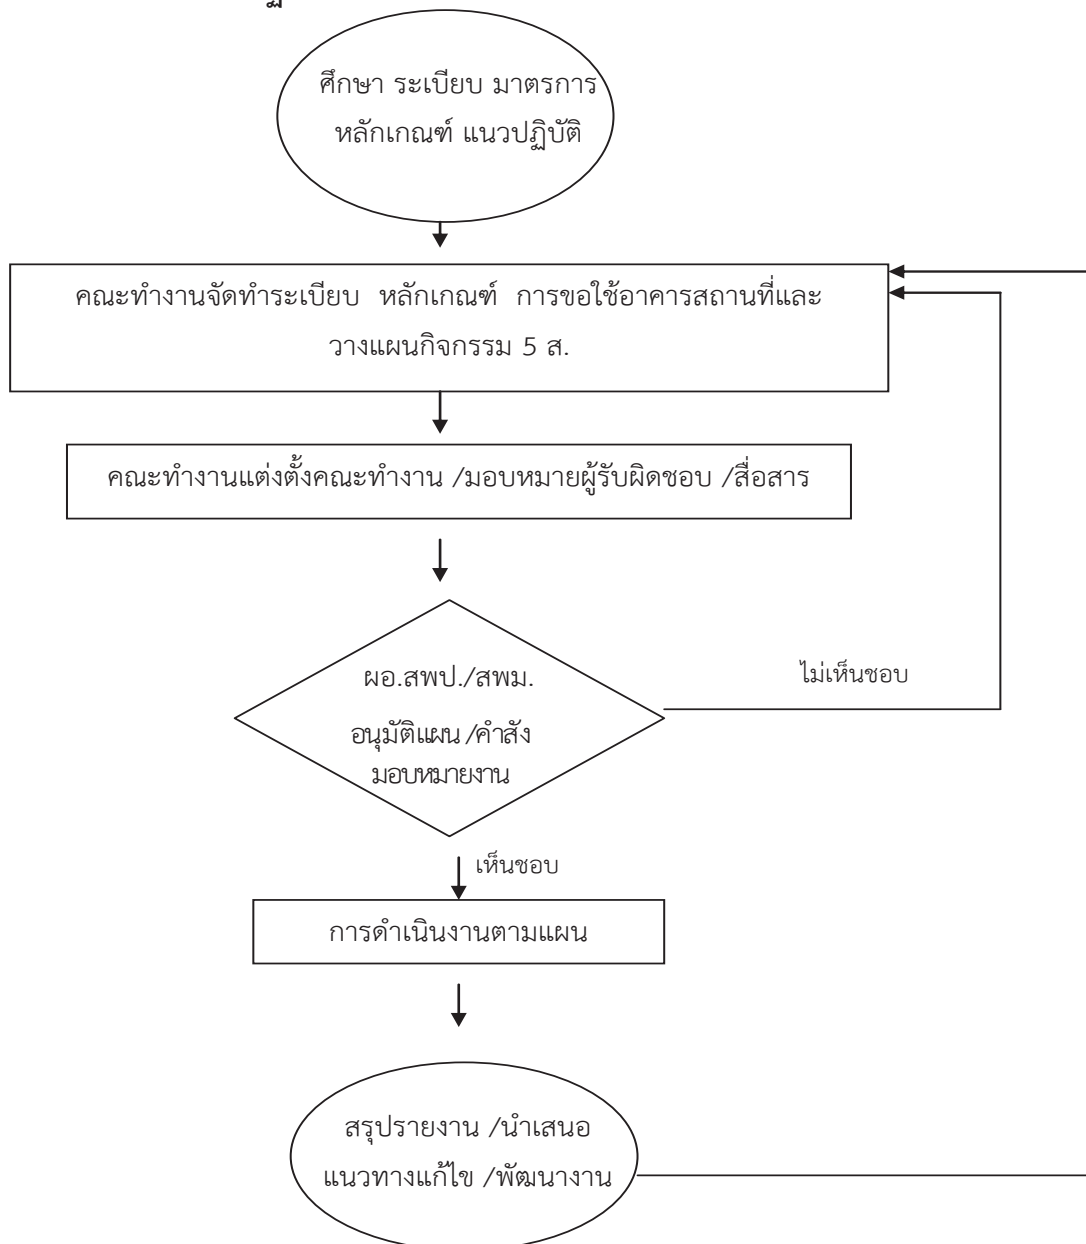 ศึกษา ระเบียบ มาตรการ
หลักเกณฑ์ แนวปฏิบัติ
คณะทำงานจัดทำระเบียบ หลักเกณฑ์ การขอใช้อาคารสถานที่และ
วางแผนกิจกรรม 5 ส.
คณะทำงานแต่งตั้งคณะทำงาน /มอบหมายผู้รับผิดชอบ /สื่อสาร
ผอ.สพป./สพม.
อนุมัติแผน /คำสัง
มอบหมายงาน
ไม่เห็นชอบ
เห็นชอบ
การดำเนินงานตามแผน
สรุปรายงาน /นำเสนอ
แนวทางแก้ไข /พัฒนางาน